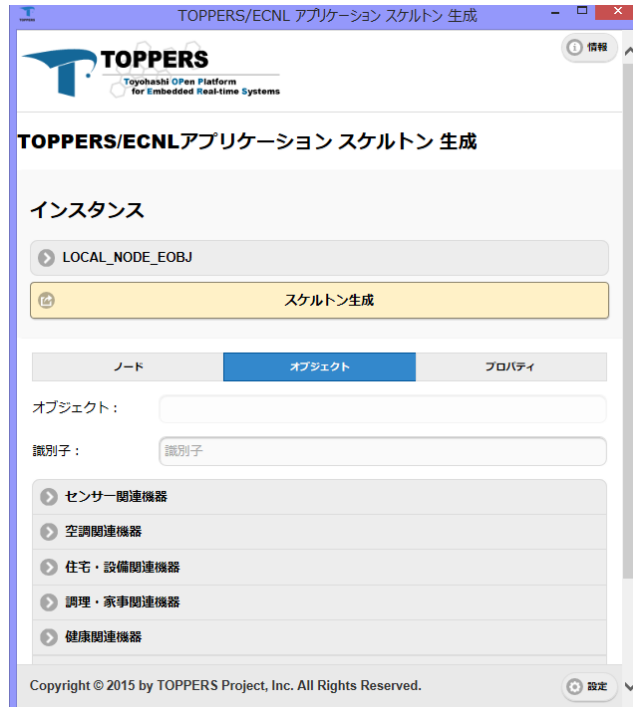 TOPPERS/ECNL アプリケーション スケルトン 生成
TOPPERS
Toyohashi OPen Platform
for Embedded Real-time Systems
情報
TOPPERS/ECNLアプリケーション スケルトン 生成
インスタンス
LOCAL_NODE_EOBJ
スケルトン生成
ノード オブジェクト プロパティ
オブジェクト：
識別子： 識別子
センサー関連機器
空調関連機器
住宅・設備関連機器
調理・家事関連機器
健康関連機器
Copyright © 2015 by TOPPERS Project, Inc. All Rights Reserved. 設定